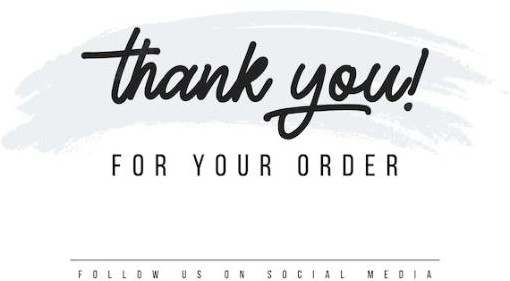 thank you!
FOR YOUR ORDER
FOLLOW US ON SOCIAL MEDIA